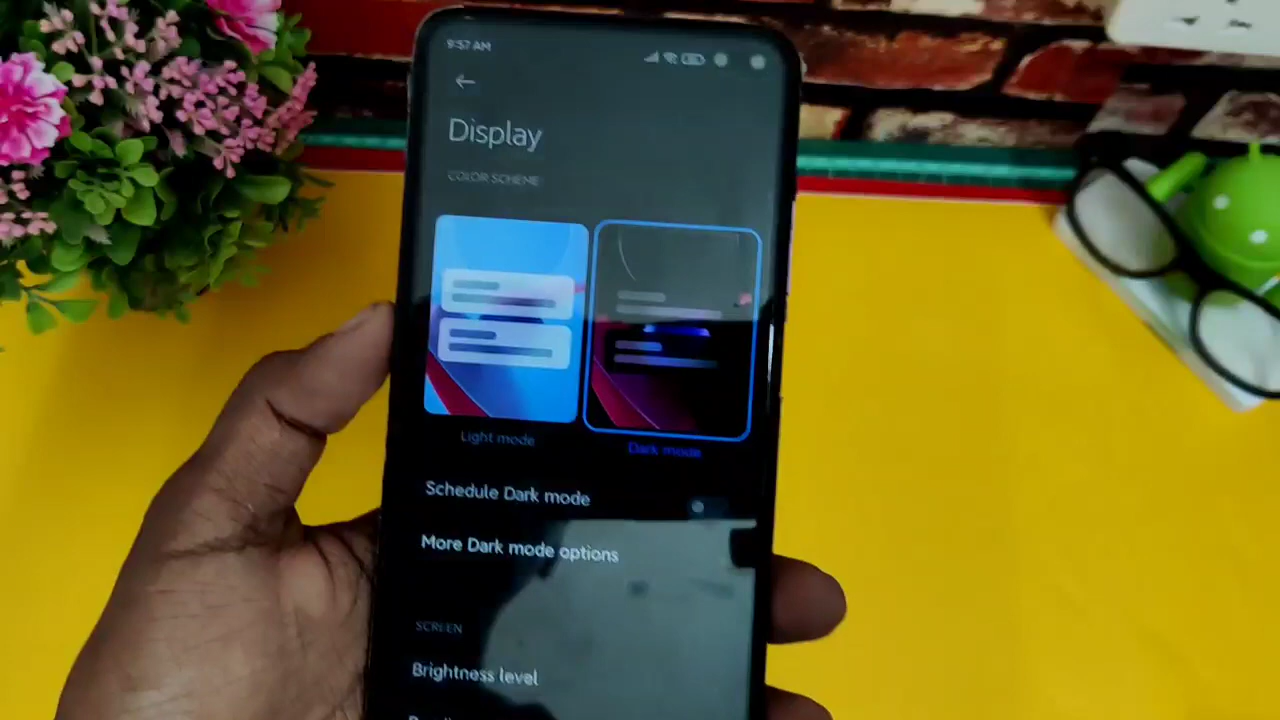 9:57 AM
Display
COLOR SCHEME
Light mode
Dark mode
Schedule Dark mode
More Dark mode options
SCREEN
Brightness level